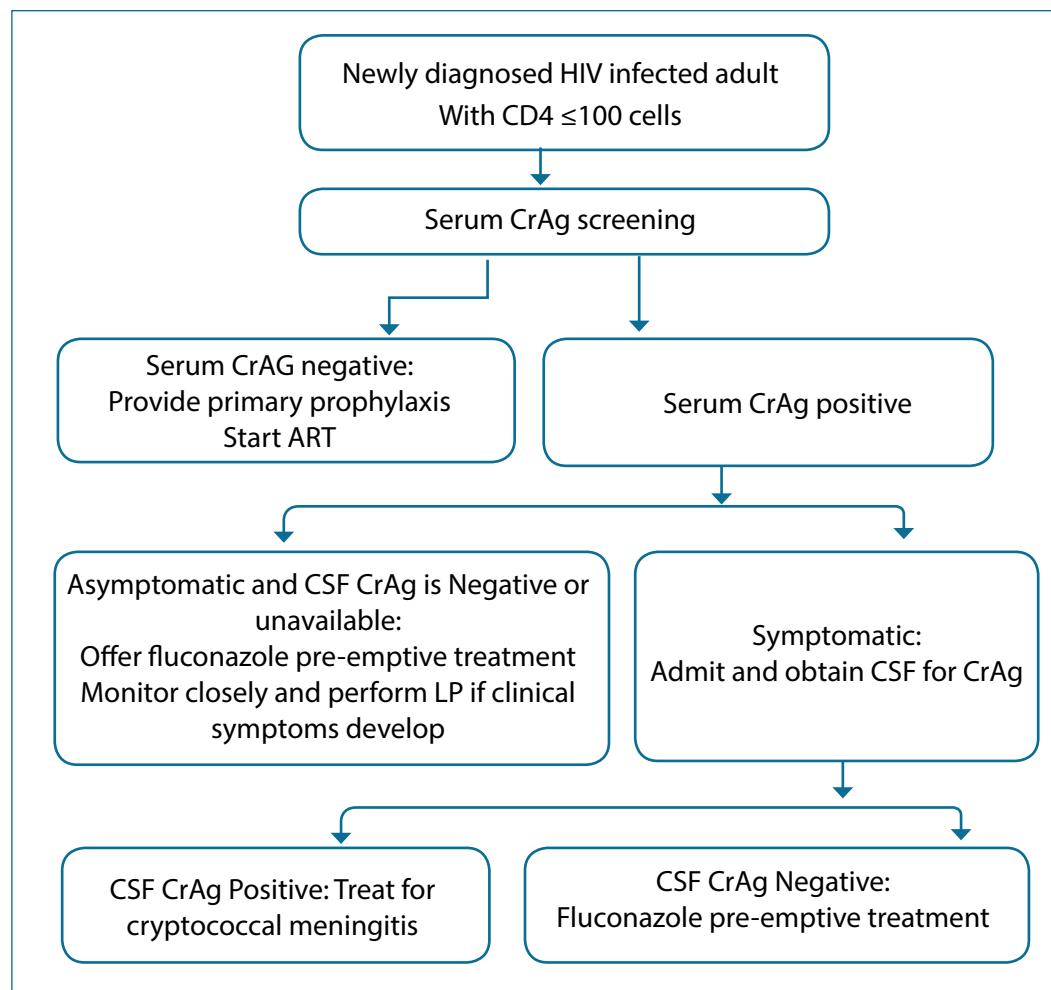 Newly diagnosed HIV infected adult
With CD4 ≤100 cells
Serum CrAg screening
Serum CrAG negative:
Provide primary prophylaxis
Start ART
Serum CrAg positive
Asymptomatic and CSF CrAg is Negative or
unavailable:
Offer fluconazole pre-emptive treatment
Monitor closely and perform LP if clinical
symptoms develop
Symptomatic:
Admit and obtain CSF for CrAg
CSF CrAg Positive: Treat for
cryptococcal meningitis
CSF CrAg Negative:
Fluconazole pre-emptive treatment